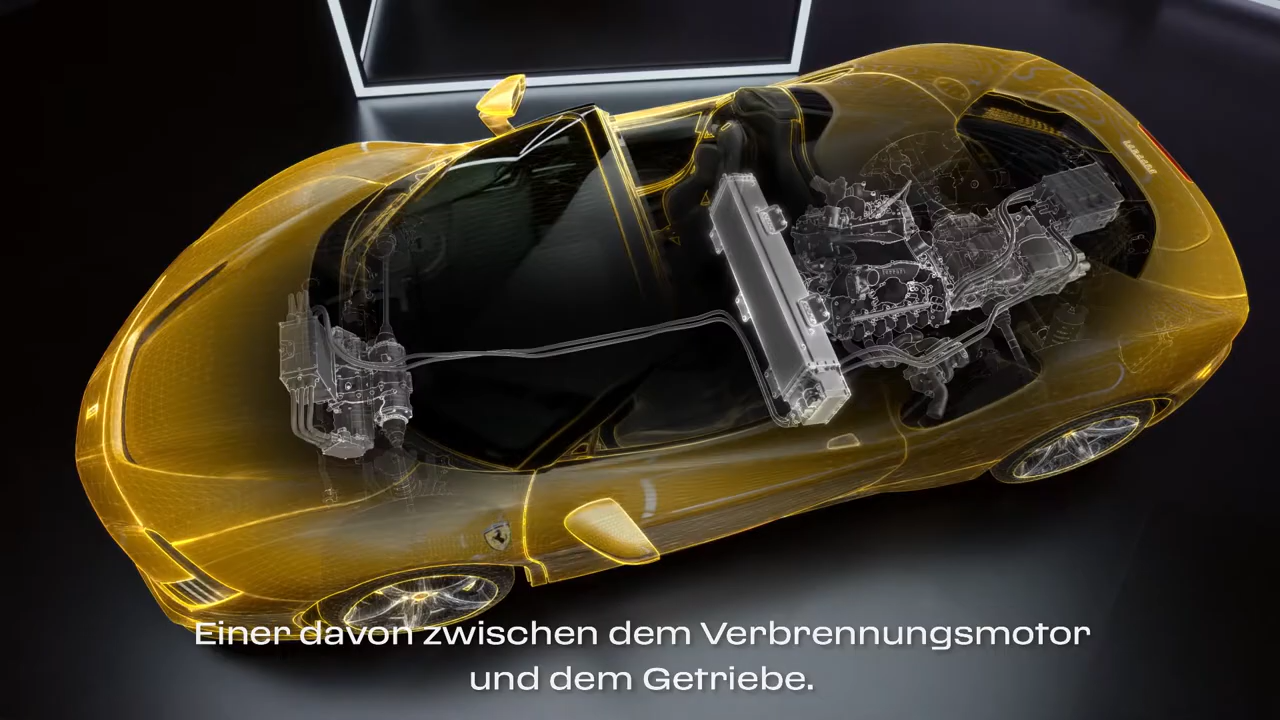 Einer davon zwischen dem Verbrennungsmotor
und dem Getriebe.